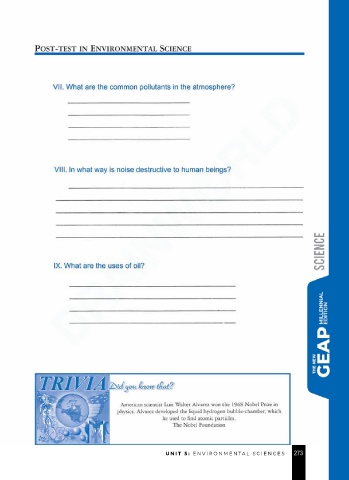 POST-TEST IN ENVIRONMENTAL SCIENCE
VII. What are the common pollutants in the atmosphere?
VIII. In what way is noise destructive to human beings?
IX. What are the uses of oil?
SCIENCE
THE NEW
GEAP MILLENNIAL
EDITION
TRIVIA Did you know that?
American scientist Luis Walter Alvarez won the 1968 Nobel Prize in
physics. Alvarez developed the liquid hydrogen bubble-chamber, which
he used to find atomic particles.
The Nobel Foundation
UNIT 5: ENVIRONMENTAL SCIENCES 273